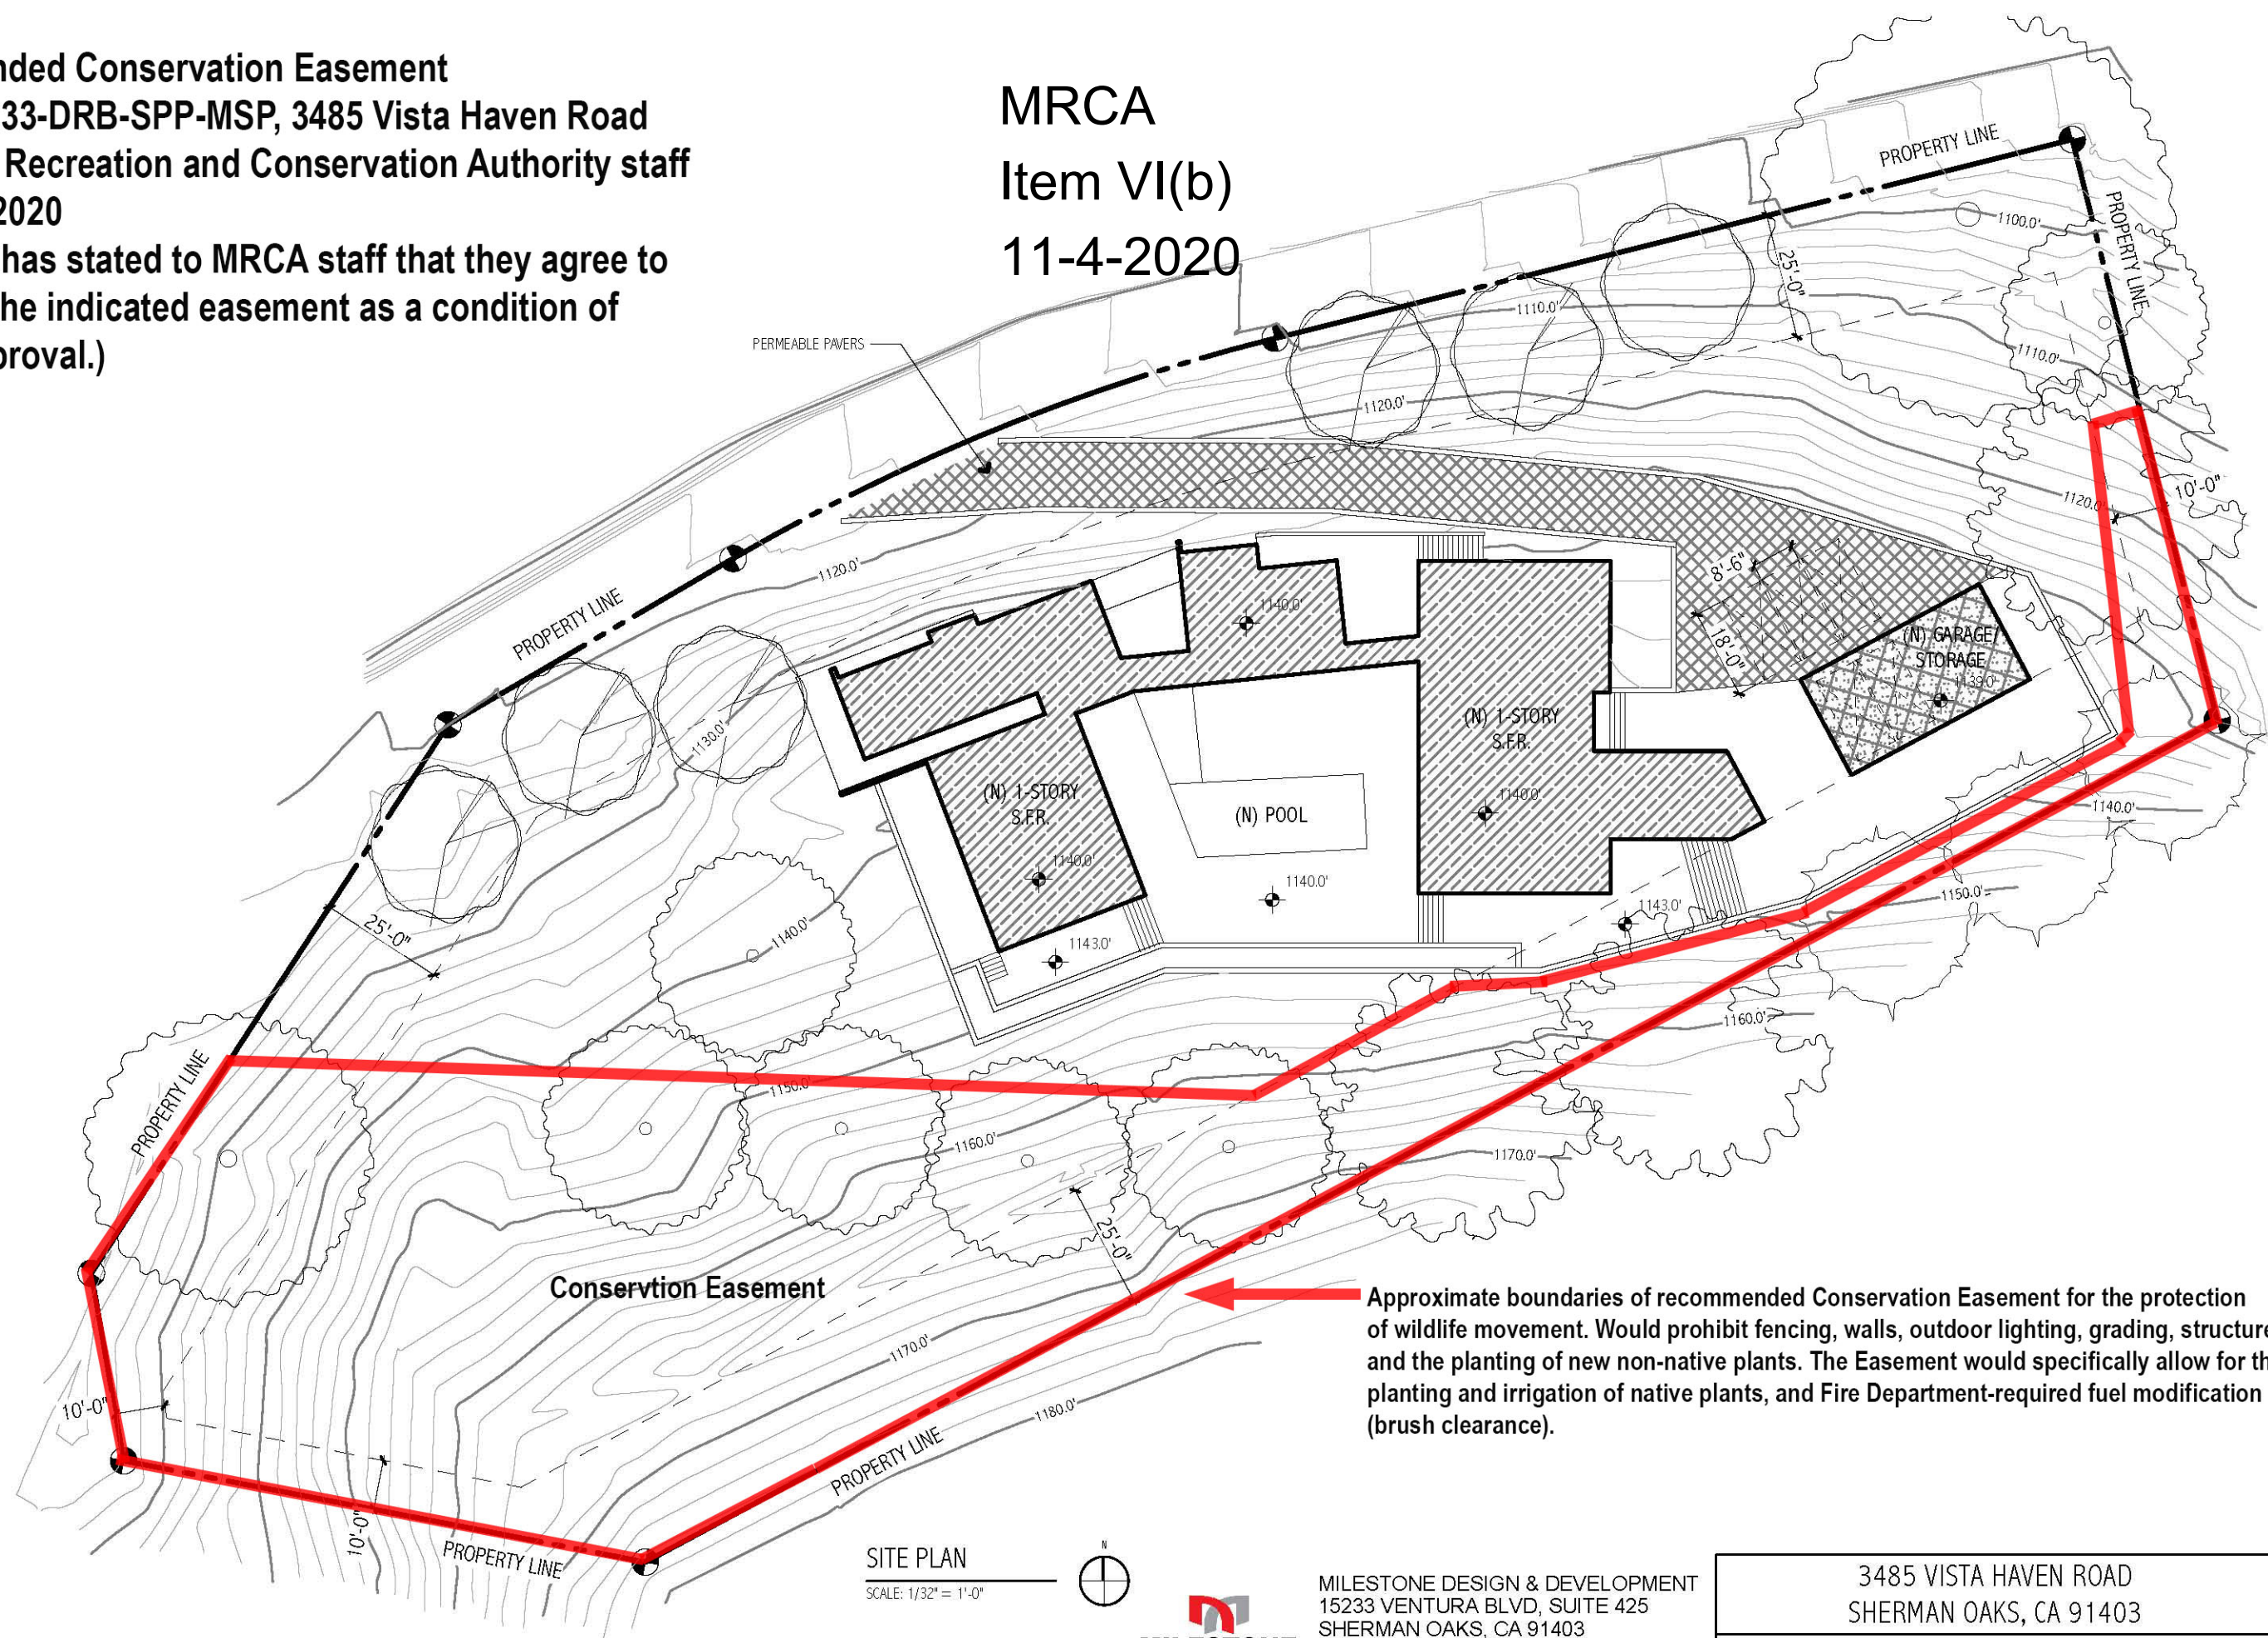 nded Conservation Easement
33-DRB-SPP-MSP, 3485 Vista Haven Road
Recreation and Conservation Authority staff
2020
has stated to MRCA staff that they agree to
he indicated easement as a condition of
proval.)
MRCA
Item VI(b)
11-4-2020
PERMEABLE PAVERS
PROPERTY LINE
PROPERTY LINE
1100.0'
25'-0"
1110.0'
1110.0'
1120.0'
1120.0'
10'-0"
1120.0'
PROPERTY LINE
8'-6"
18'-0"
(N) GARAGE/
STORAGE
1139.0'
1140.0'
1130.0'
(N) 1-STORY
S.F.R.
1140.0'
(N) 1-STORY
S.F.R.
1140.0'
(N) POOL
1140.0'
1140.0'
1143.0'
1143.0'
1150.0'
25'-0"
1140.0'
1160.0'
PROPERTY LINE
1150.0'
1160.0'
1170.0'
25'-0"
Conservtion Easement
Approximate boundaries of recommended Conservation Easement for the protection
of wildlife movement. Would prohibit fencing, walls, outdoor lighting, grading, structure
and the planting of new non-native plants. The Easement would specifically allow for th
planting and irrigation of native plants, and Fire Department-required fuel modification
(brush clearance).
1170.0'
1180.0'
10'-0"
10'-0"
PROPERTY LINE
PROPERTY LINE
SITE PLAN
SCALE: 1/32" = 1'-0"
N
MILESTONE DESIGN & DEVELOPMENT
15233 VENTURA BLVD, SUITE 425
SHERMAN OAKS, CA 91403
3485 VISTA HAVEN ROAD
SHERMAN OAKS, CA 91403